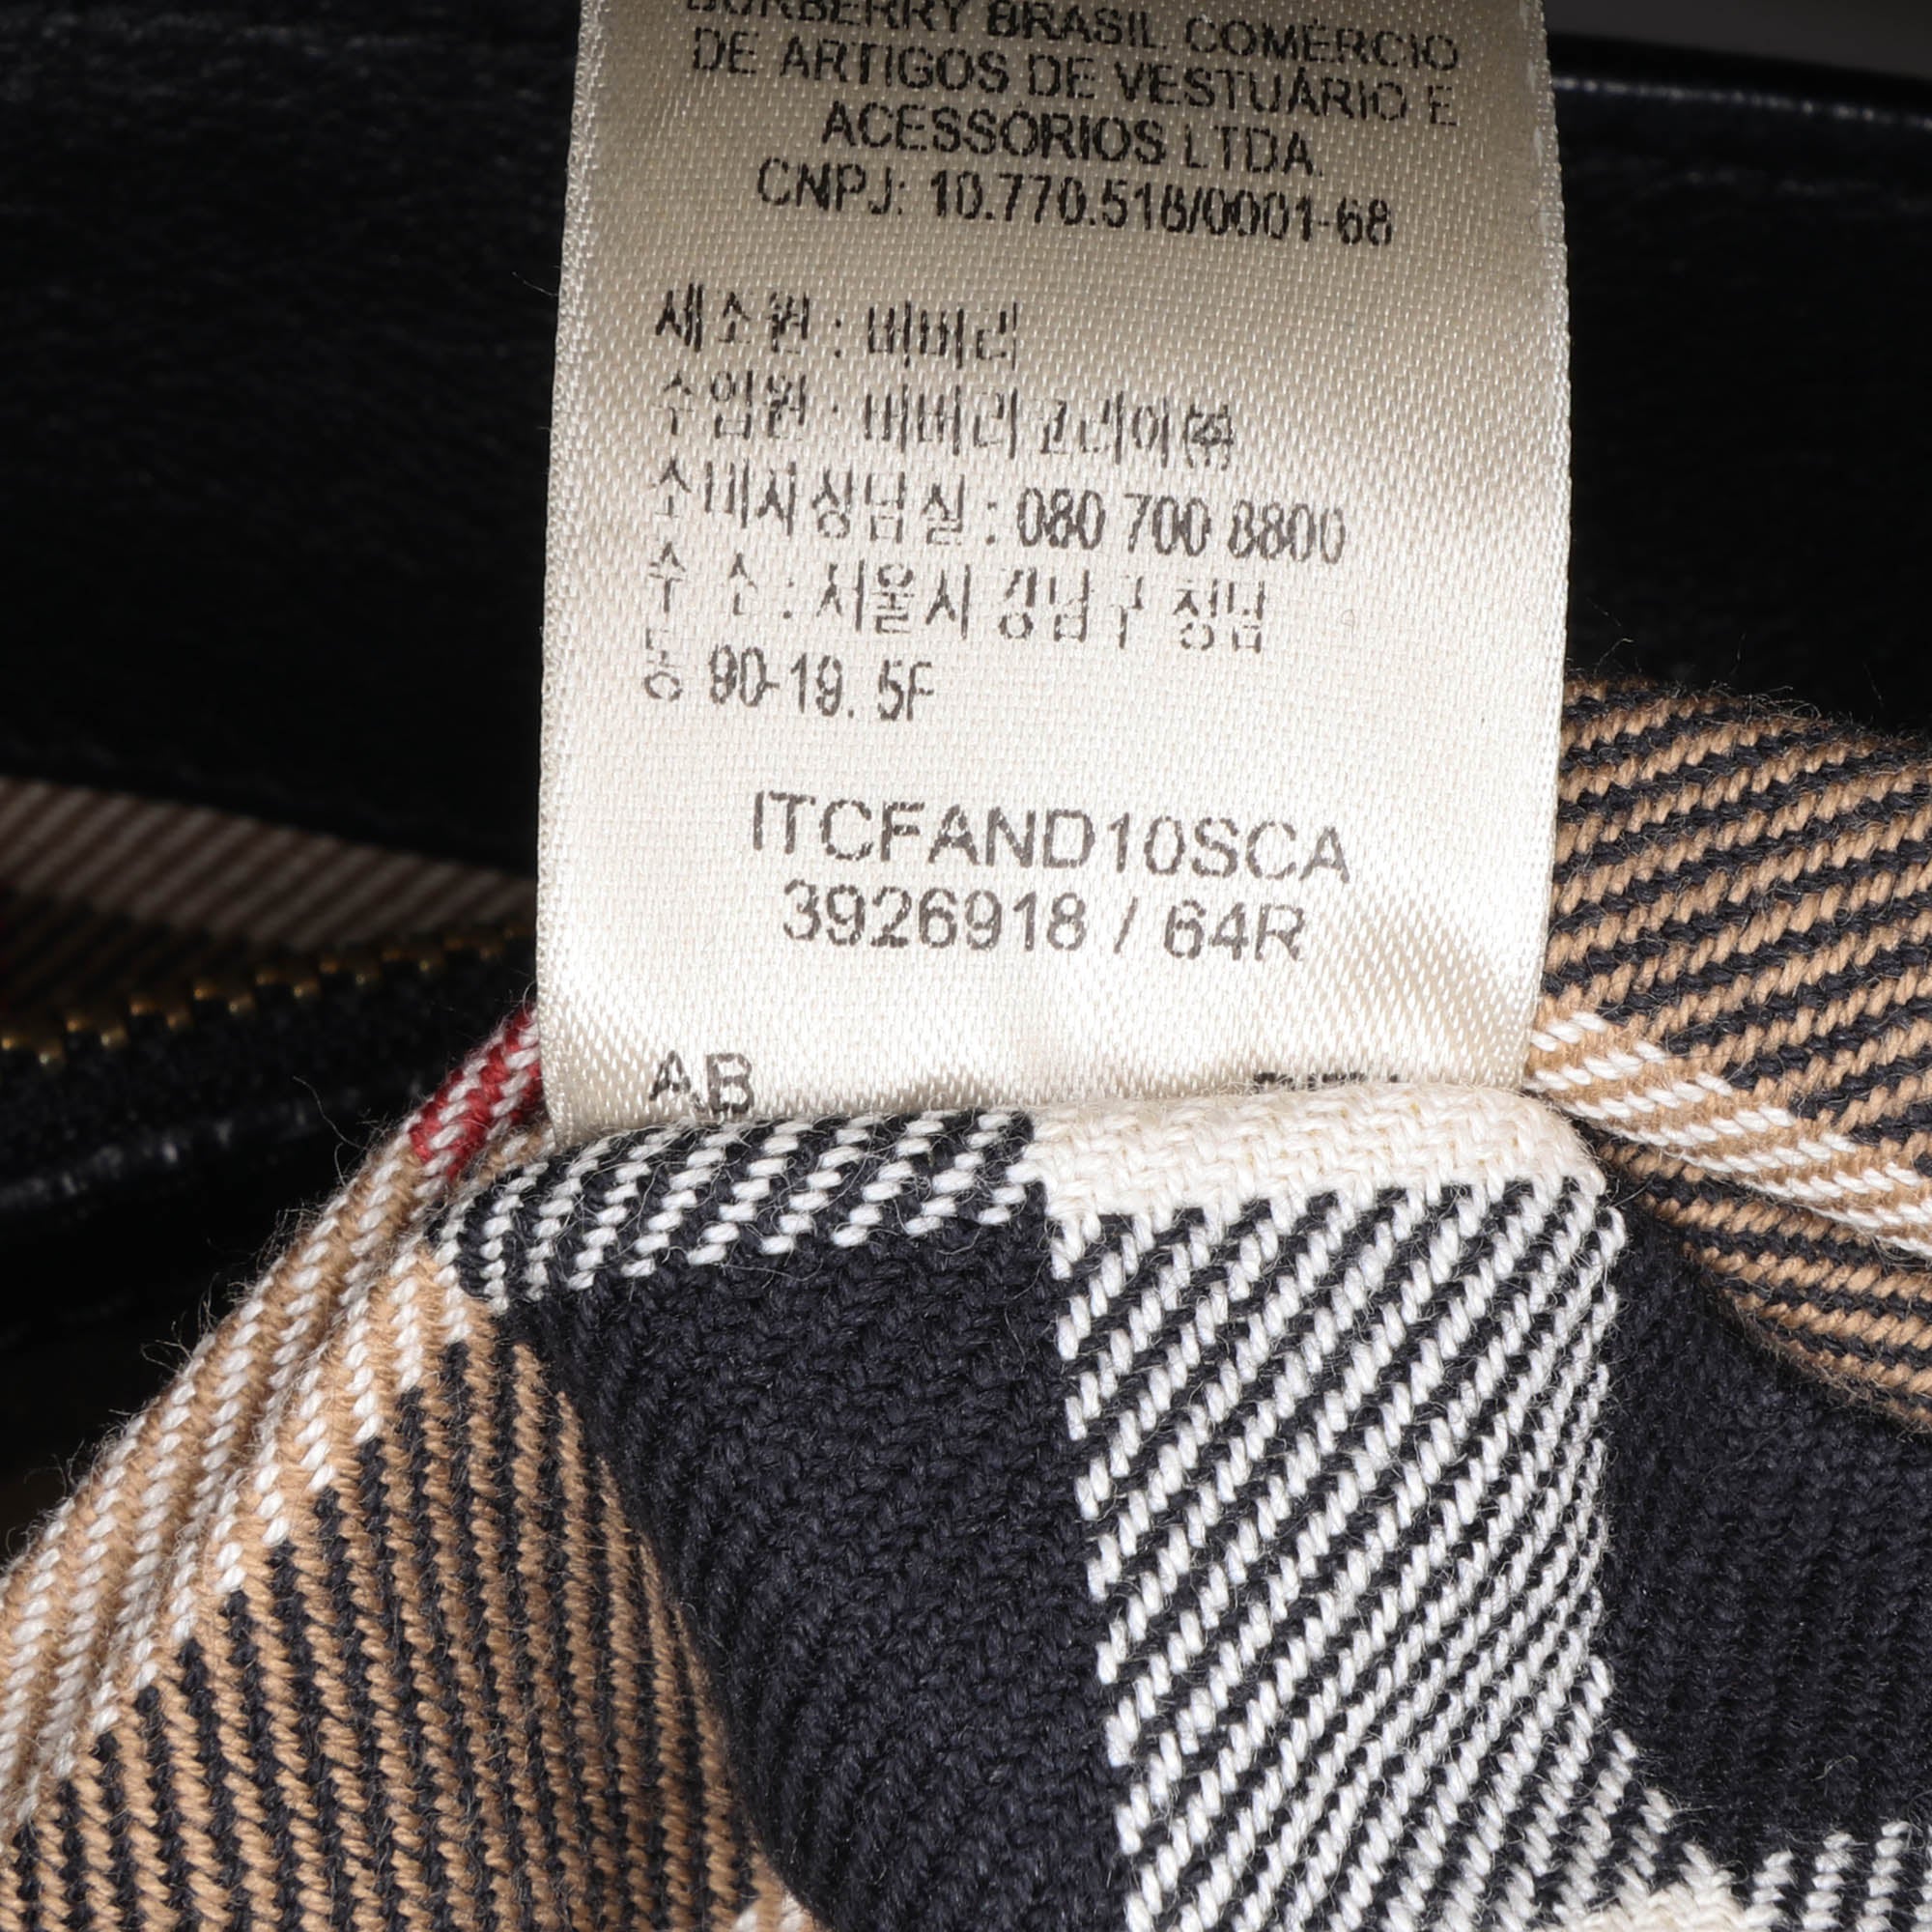 BURBERRY BRASIL COMÉRCIO
DE ARTIGOS DE VESTUÁRIO E
ACESSÓRIOS LTDA.
CNPJ: 10.770.518/0001-68
제조원 : 버버리
수입원 : 버버리코리아㈜
소비자상담실 : 080 700 8800
주 소 : 서울시 강남구 청담
동 90-19. 5F
ITCFAND10SCA
3926918 / 64R
AB